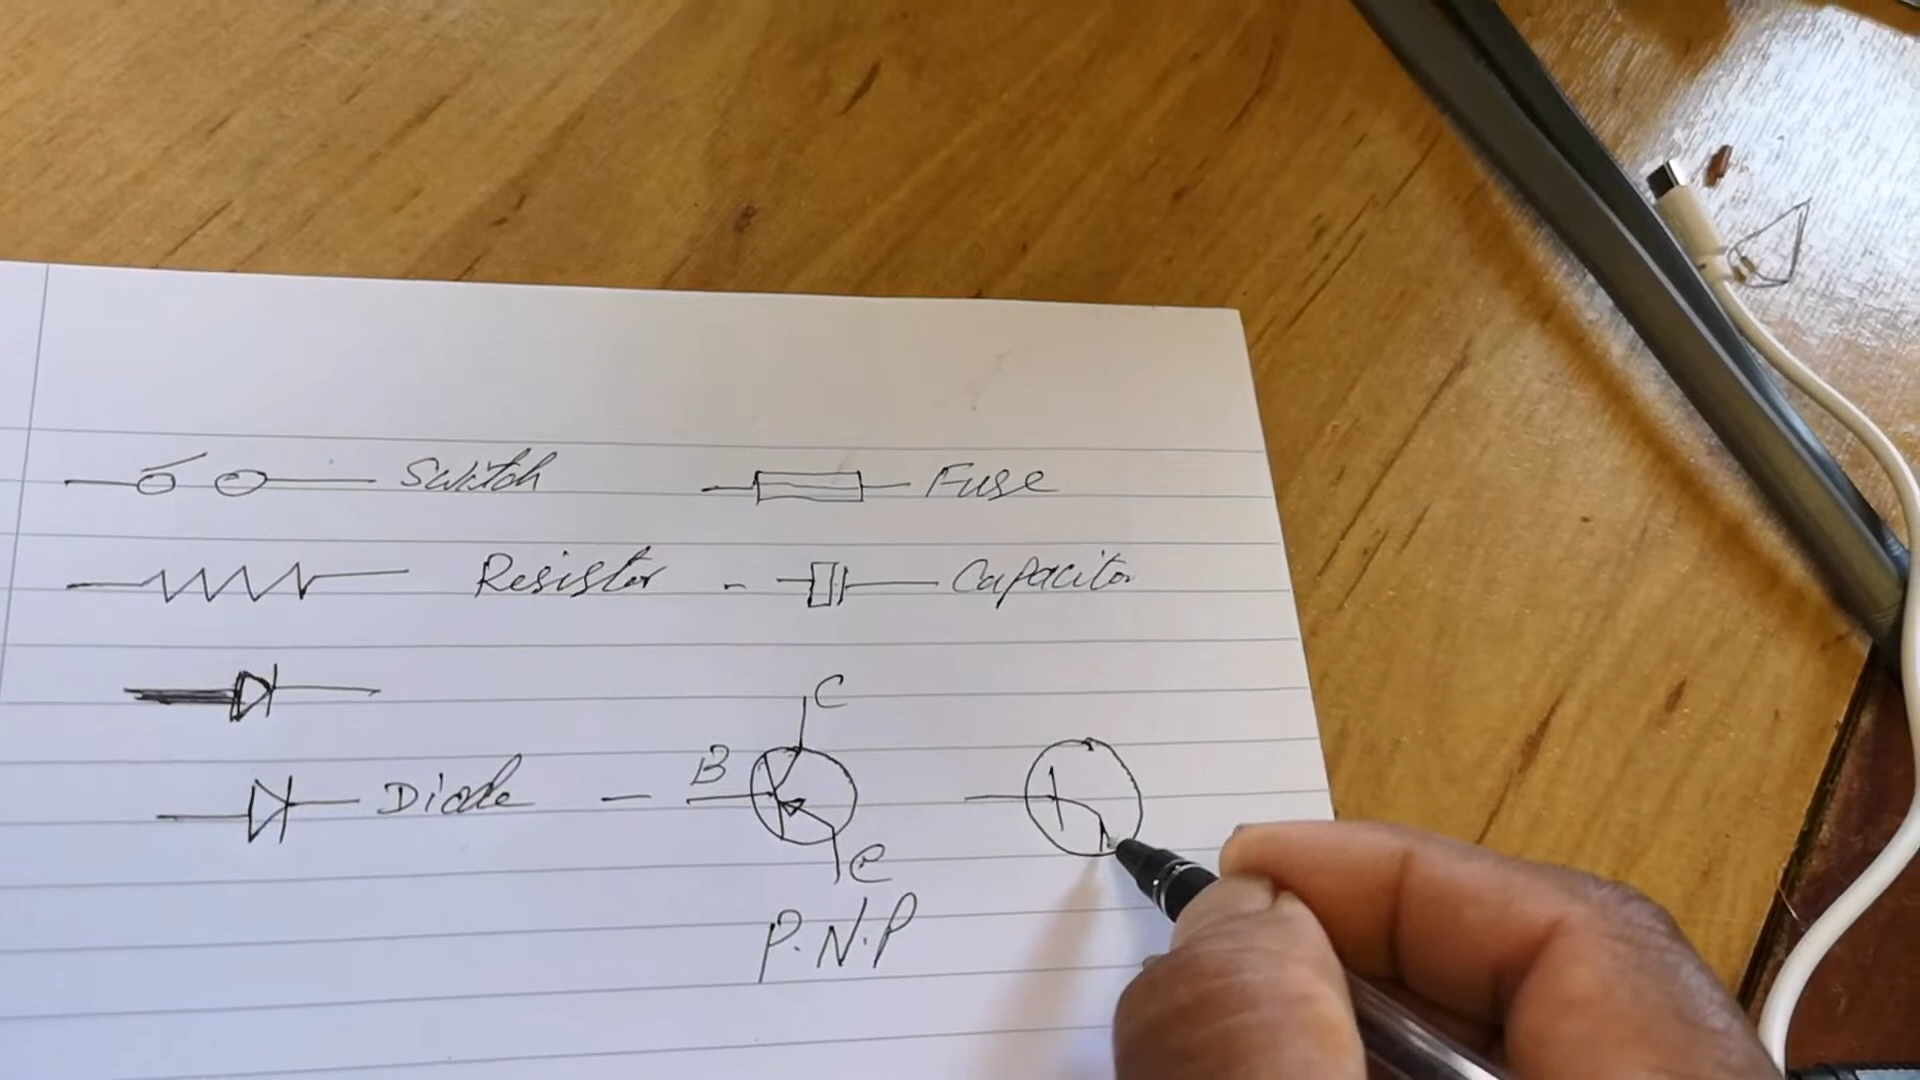 Switch Fuse
Resistor - Capacitor
C
Diode - B
e
P.N.P